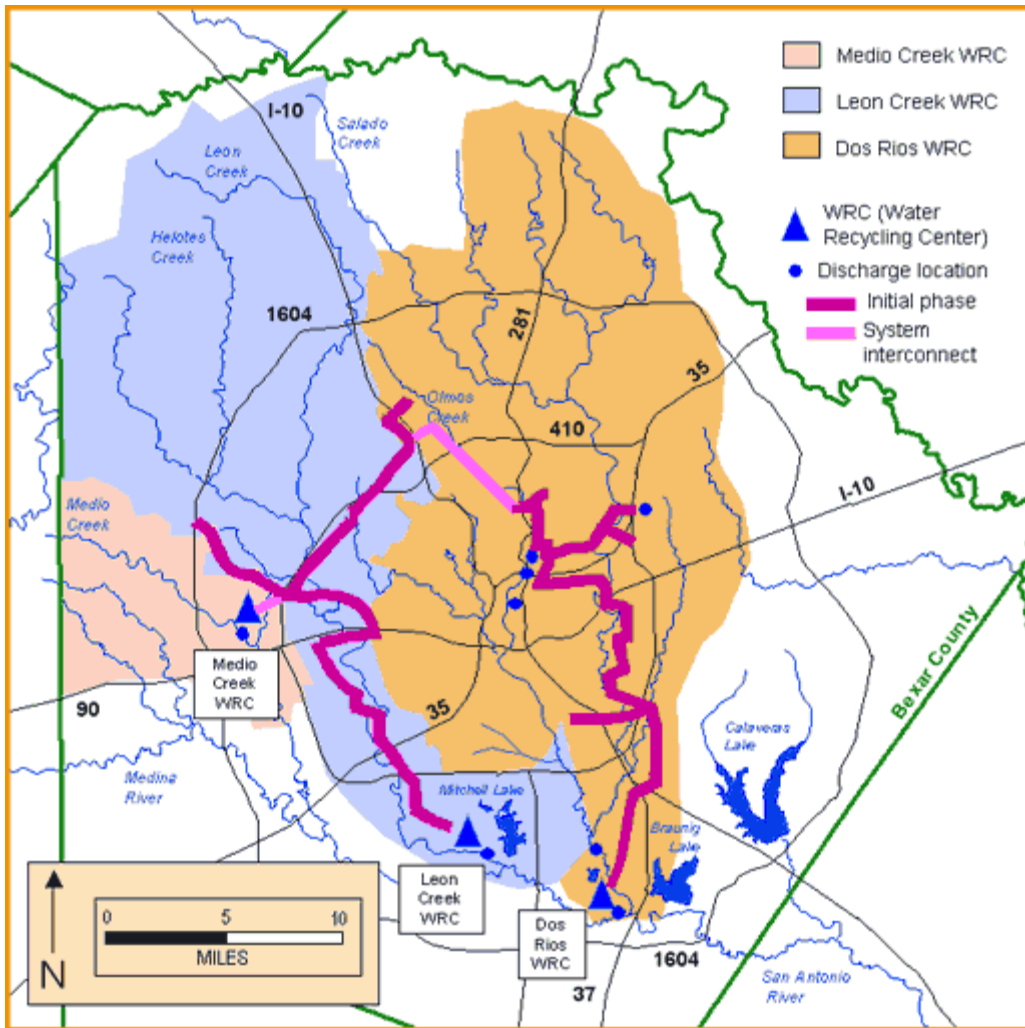 Medio Creek WRC
Leon Creek WRC
Dos Rios WRC
WRC (Water
Recycling Center)
Discharge location
Initial phase
System
interconnect
I-10
Salado
Creek
Leon
Creek
Helotes
Creek
1604
281
35
Olmos
Creek
410
I-10
Medio
Creek
Medio
Creek
WRC
90
35
Medina
River
Mitchell Lake
Calaveras
Lake
Braunig
Lake
Bexar County
Leon
Creek
WRC
Dos
Rios
WRC
1604
37
San Antonio
River
N
0 5 10
MILES